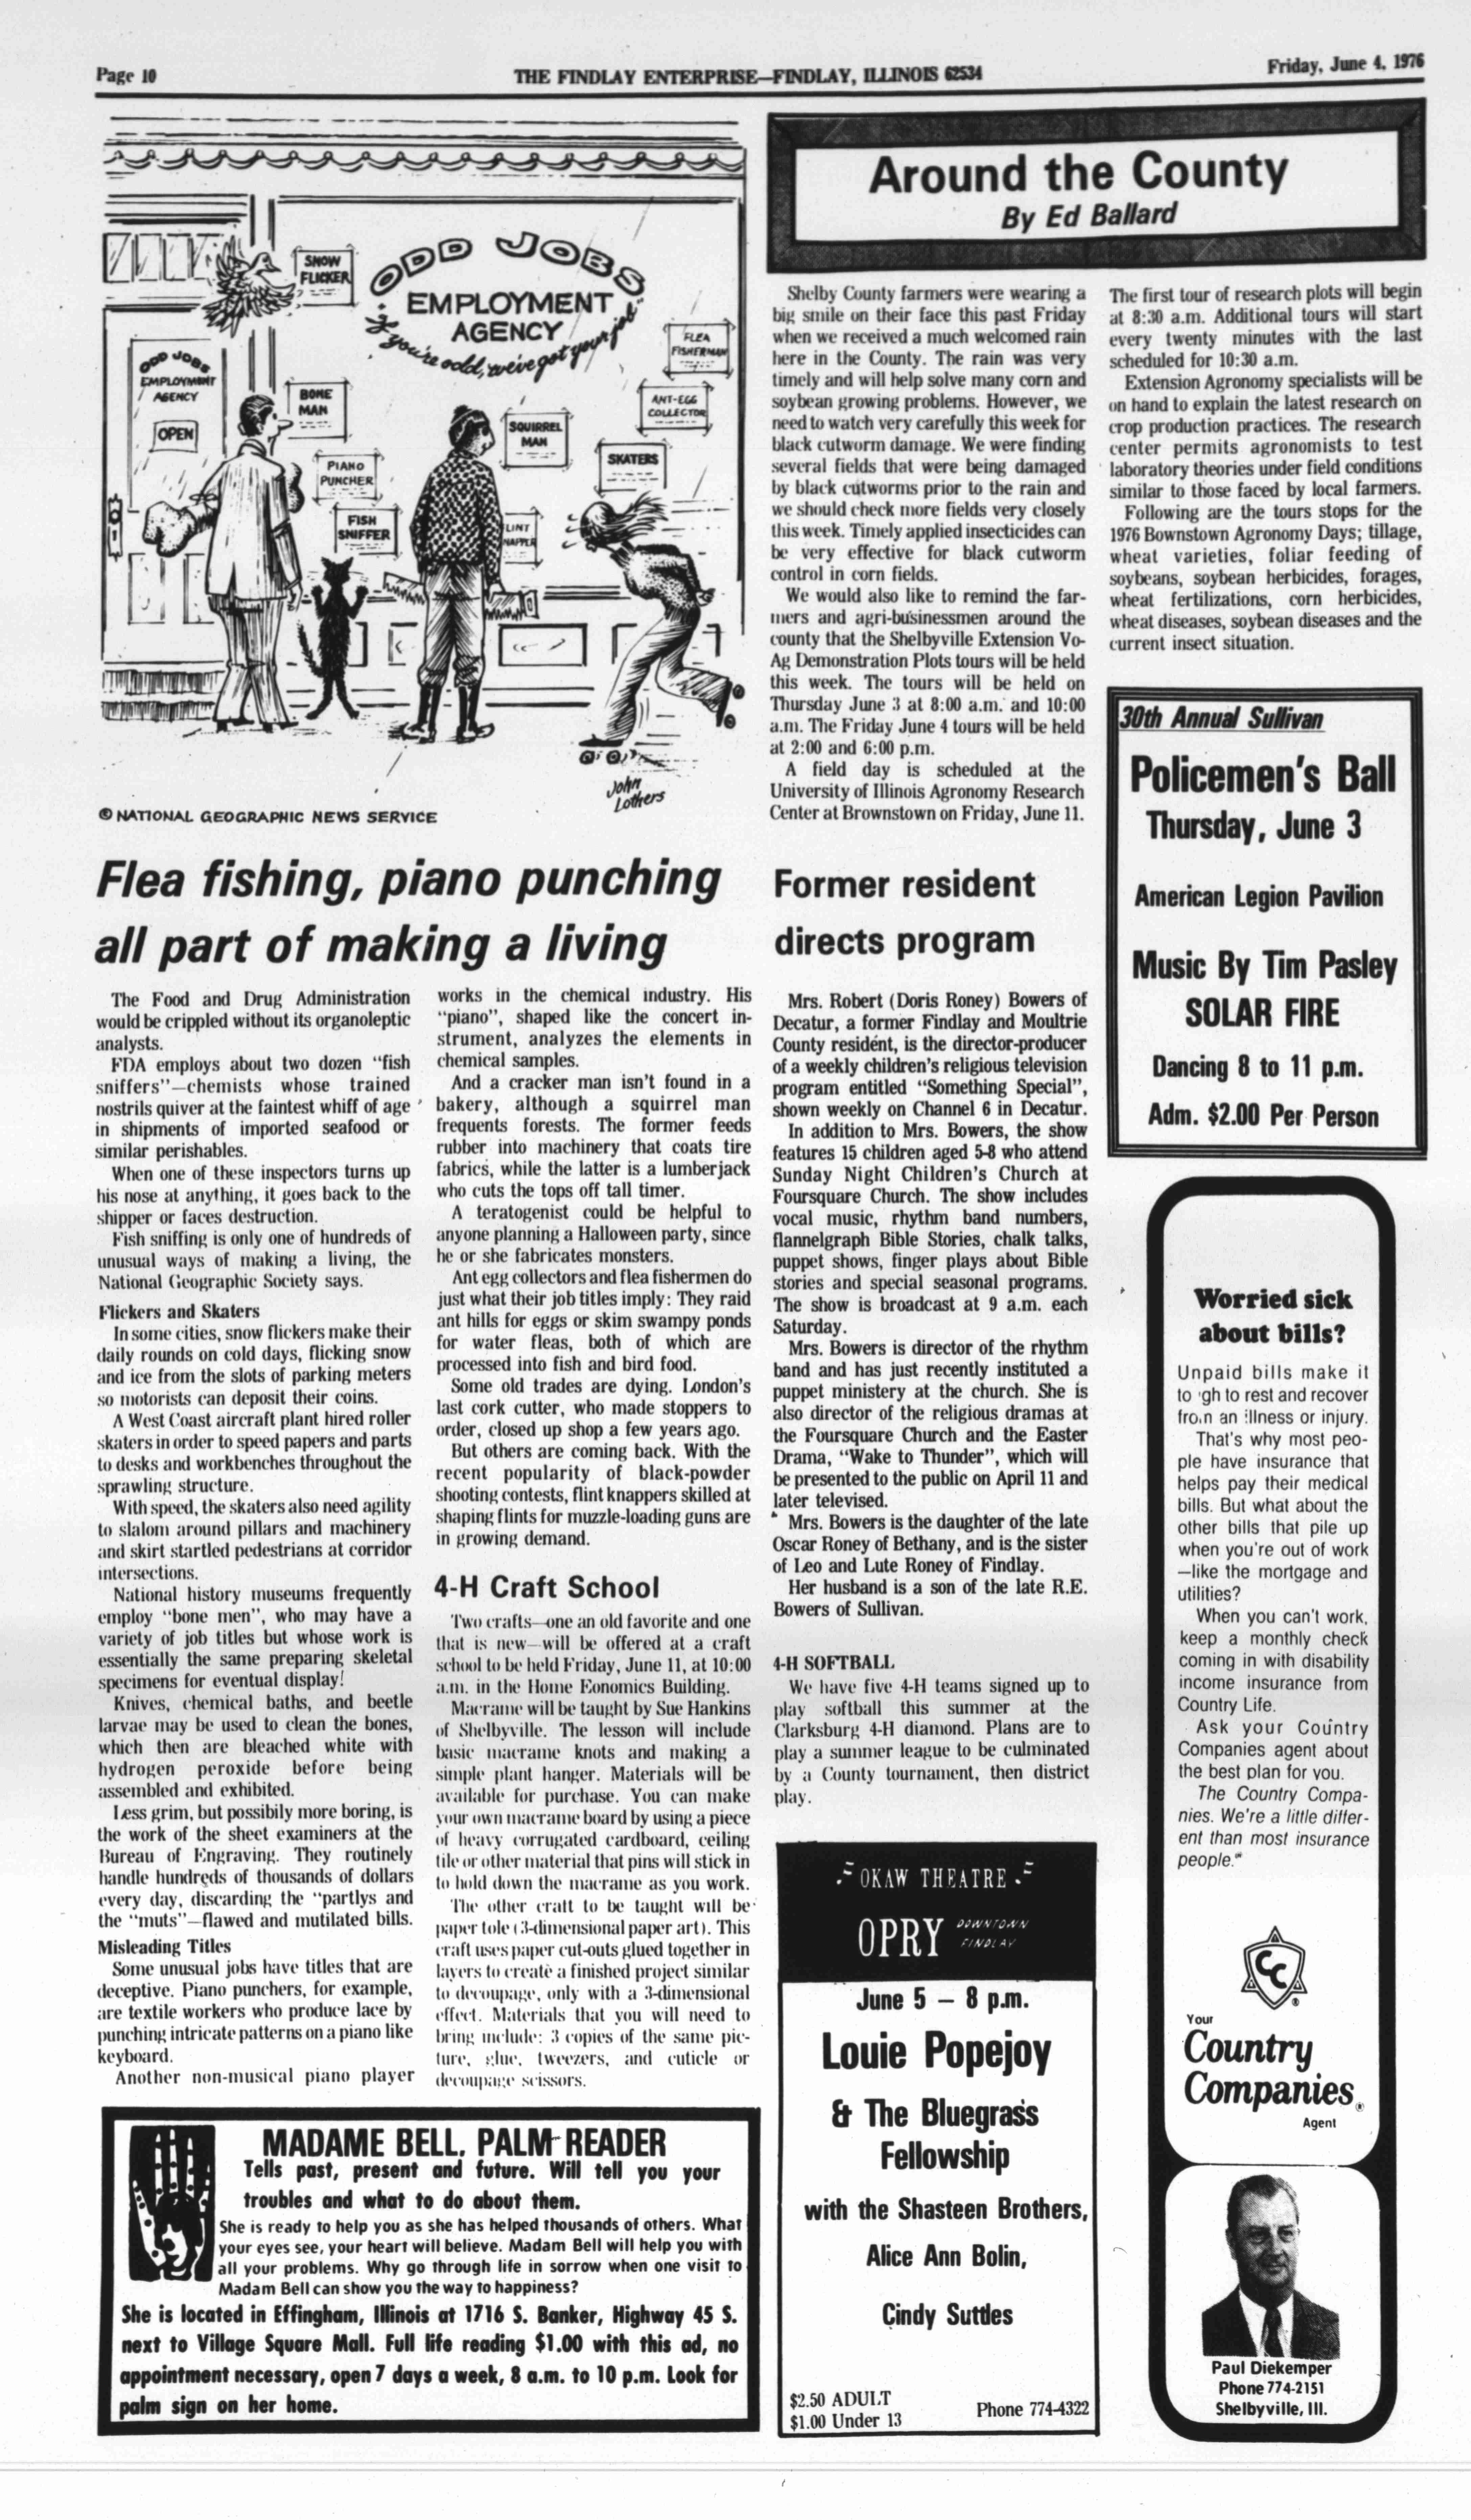 Page 10
THE FINDLAY ENTERPRISE—FINDLAY, ILLINOIS 62534
Friday, June 4, 1976
SNOW
FLICKER
ODD JOBS
EMPLOYMENT
AGENCY
"If you're odd, we've got your job"
FLEA
FISHERMAN
ODD JOBS
EMPLOYMENT
AGENCY
OPEN
BONE
MAN
ANT-EGG
COLLECTOR
SQUIRREL
MAN
SKATERS
PIANO
PUNCHER
FISH
SNIFFER
LINT
NAPPER
John
Lothers
© NATIONAL GEOGRAPHIC NEWS SERVICE
Flea fishing, piano punching
all part of making a living
The Food and Drug Administration
would be crippled without its organoleptic
analysts.
FDA employs about two dozen "fish
sniffers"—chemists whose trained
nostrils quiver at the faintest whiff of age
in shipments of imported seafood or
similar perishables.
When one of these inspectors turns up
his nose at anything, it goes back to the
shipper or faces destruction.
Fish sniffing is only one of hundreds of
unusual ways of making a living, the
National Geographic Society says.
Flickers and Skaters
In some cities, snow flickers make their
daily rounds on cold days, flicking snow
and ice from the slots of parking meters
so motorists can deposit their coins.
A West Coast aircraft plant hired roller
skaters in order to speed papers and parts
to desks and workbenches throughout the
sprawling structure.
With speed, the skaters also need agility
to slalom around pillars and machinery
and skirt startled pedestrians at corridor
intersections.
National history museums frequently
employ "bone men", who may have a
variety of job titles but whose work is
essentially the same preparing skeletal
specimens for eventual display!
Knives, chemical baths, and beetle
larvae may be used to clean the bones,
which then are bleached white with
hydrogen peroxide before being
assembled and exhibited.
Less grim, but possibily more boring, is
the work of the sheet examiners at the
Bureau of Engraving. They routinely
handle hundreds of thousands of dollars
every day, discarding the "partlys and
the "muts"—flawed and mutilated bills.
Misleading Titles
Some unusual jobs have titles that are
deceptive. Piano punchers, for example,
are textile workers who produce lace by
punching intricate patterns on a piano like
keyboard.
Another non-musical piano player
works in the chemical industry. His
"piano", shaped like the concert in-
strument, analyzes the elements in
chemical samples.
And a cracker man isn't found in a
bakery, although a squirrel man
frequents forests. The former feeds
rubber into machinery that coats tire
fabrics, while the latter is a lumberjack
who cuts the tops off tall timer.
A teratogenist could be helpful to
anyone planning a Halloween party, since
he or she fabricates monsters.
Ant egg collectors and flea fishermen do
just what their job titles imply: They raid
ant hills for eggs or skim swampy ponds
for water fleas, both of which are
processed into fish and bird food.
Some old trades are dying. London's
last cork cutter, who made stoppers to
order, closed up shop a few years ago.
But others are coming back. With the
recent popularity of black-powder
shooting contests, flint knappers skilled at
shaping flints for muzzle-loading guns are
in growing demand.
4-H Craft School
Two crafts—one an old favorite and one
that is new—will be offered at a craft
school to be held Friday, June 11, at 10:00
a.m. in the Home Eonomics Building.
Macrame will be taught by Sue Hankins
of Shelbyville. The lesson will include
basic macrame knots and making a
simple plant hanger. Materials will be
available for purchase. You can make
your own macrame board by using a piece
of heavy corrugated cardboard, ceiling
tile or other material that pins will stick in
to hold down the macrame as you work.
The other craft to be taught will be
paper tole (3-dimensional paper art). This
craft uses paper cut-outs glued together in
layers to create a finished project similar
to decoupage, only with a 3-dimensional
effect. Materials that you will need to
bring include: 3 copies of the same pic-
ture, glue, tweezers, and cuticle or
decoupage scissors.
MADAME BELL, PALM READER
Tells past, present and future. Will tell you your
troubles and what to do about them.
She is ready to help you as she has helped thousands of others. What
your eyes see, your heart will believe. Madam Bell will help you with
all your problems. Why go through life in sorrow when one visit to
Madam Bell can show you the way to happiness?
She is located in Effingham, Illinois at 1716 S. Banker, Highway 45 S.
next to Village Square Mall. Full life reading $1.00 with this ad, no
appointment necessary, open 7 days a week, 8 a.m. to 10 p.m. Look for
palm sign on her home.
Around the County
By Ed Ballard
Shelby County farmers were wearing a
big smile on their face this past Friday
when we received a much welcomed rain
here in the County. The rain was very
timely and will help solve many corn and
soybean growing problems. However, we
need to watch very carefully this week for
black cutworm damage. We were finding
several fields that were being damaged
by black cutworms prior to the rain and
we should check more fields very closely
this week. Timely applied insecticides can
be very effective for black cutworm
control in corn fields.
We would also like to remind the far-
mers and agri-businessmen around the
county that the Shelbyville Extension Vo-
Ag Demonstration Plots tours will be held
this week. The tours will be held on
Thursday June 3 at 8:00 a.m. and 10:00
a.m. The Friday June 4 tours will be held
at 2:00 and 6:00 p.m.
A field day is scheduled at the
University of Illinois Agronomy Research
Center at Brownstown on Friday, June 11.
The first tour of research plots will begin
at 8:30 a.m. Additional tours will start
every twenty minutes with the last
scheduled for 10:30 a.m.
Extension Agronomy specialists will be
on hand to explain the latest research on
crop production practices. The research
center permits agronomists to test
laboratory theories under field conditions
similar to those faced by local farmers.
Following are the tours stops for the
1976 Bownstown Agronomy Days; tillage,
wheat varieties, foliar feeding of
soybeans, soybean herbicides, forages,
wheat fertilizations, corn herbicides,
wheat diseases, soybean diseases and the
current insect situation.
Former resident
directs program
Mrs. Robert (Doris Roney) Bowers of
Decatur, a former Findlay and Moultrie
County resident, is the director-producer
of a weekly children's religious television
program entitled "Something Special",
shown weekly on Channel 6 in Decatur.
In addition to Mrs. Bowers, the show
features 15 children aged 5-8 who attend
Sunday Night Children's Church at
Foursquare Church. The show includes
vocal music, rhythm band numbers,
flannelgraph Bible Stories, chalk talks,
puppet shows, finger plays about Bible
stories and special seasonal programs.
The show is broadcast at 9 a.m. each
Saturday.
Mrs. Bowers is director of the rhythm
band and has just recently instituted a
puppet ministery at the church. She is
also director of the religious dramas at
the Foursquare Church and the Easter
Drama, "Wake to Thunder", which will
be presented to the public on April 11 and
later televised.
Mrs. Bowers is the daughter of the late
Oscar Roney of Bethany, and is the sister
of Leo and Lute Roney of Findlay.
Her husband is a son of the late R.E.
Bowers of Sullivan.
4-H SOFTBALL
We have five 4-H teams signed up to
play softball this summer at the
Clarksburg 4-H diamond. Plans are to
play a summer league to be culminated
by a County tournament, then district
play.
OKAW THEATRE
OPRY DOWNTOWN
FINDLAY
June 5 — 8 p.m.
Louie Popejoy
& The Bluegrass
Fellowship
with the Shasteen Brothers,
Alice Ann Bolin,
Cindy Suttles
$2.50 ADULT
$1.00 Under 13
Phone 774-4322
30th Annual Sullivan
Policemen's Ball
Thursday, June 3
American Legion Pavilion
Music By Tim Pasley
SOLAR FIRE
Dancing 8 to 11 p.m.
Adm. $2.00 Per Person
Worried sick
about bills?
Unpaid bills make it
to gh to rest and recover
from an illness or injury.
That's why most peo-
ple have insurance that
helps pay their medical
bills. But what about the
other bills that pile up
when you're out of work
—like the mortgage and
utilities?
When you can't work,
keep a monthly check
coming in with disability
income insurance from
Country Life.
Ask your Country
Companies agent about
the best plan for you.
The Country Compa-
nies. We're a little differ-
ent than most insurance
people."
CC
®
Your
Country
Companies®
Agent
Paul Diekemper
Phone 774-2151
Shelbyville, Ill.